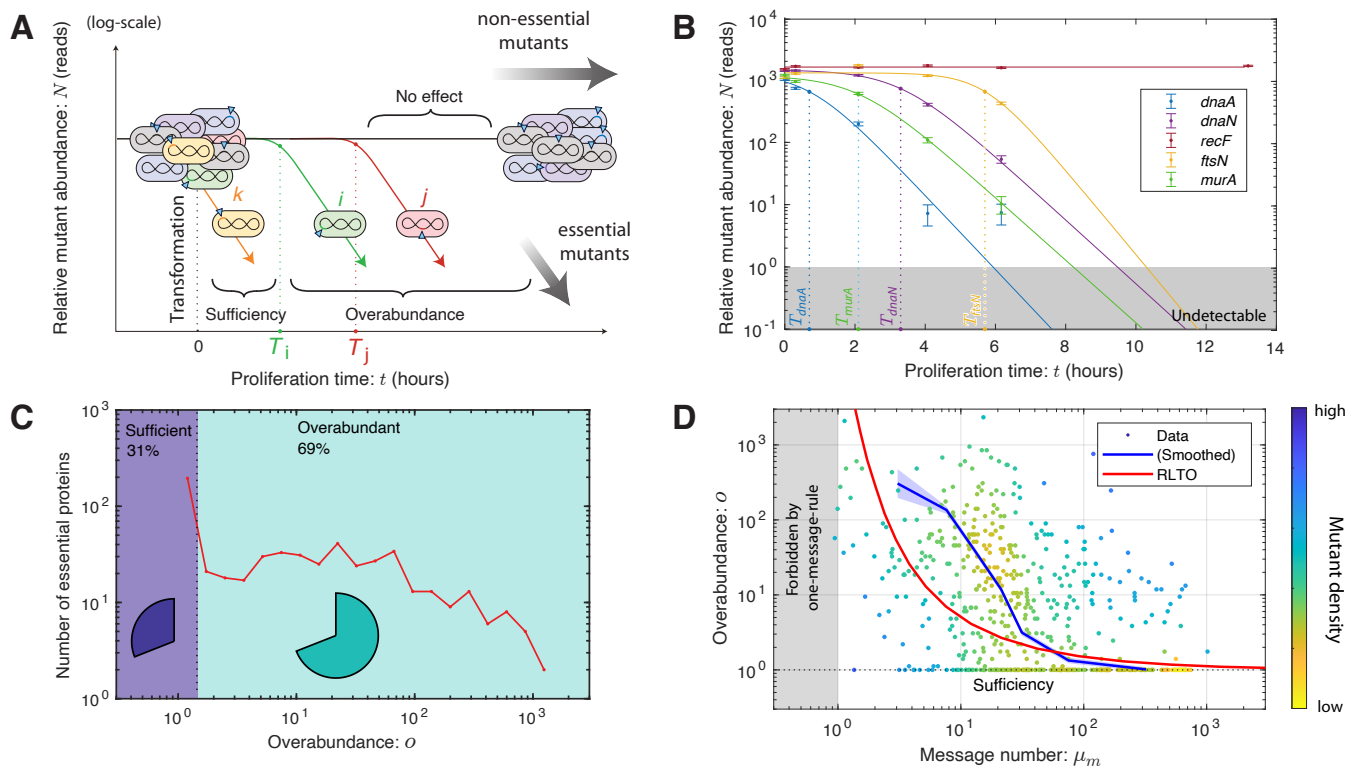 A
(log-scale)
non-essential
mutants
No effect
Relative mutant abundance: N (reads)
k
i
j
Transformation
essential
mutants
Sufficiency
Overabundance
0
T i
T j
Proliferation time: t (hours)
B
Relative mutant abundance: N (reads)
10^4
10^3
10^2
10^1
10^0
10^-1
dnaA
dnaN
recF
ftsN
murA
T_dnaA
T_murA
T_dnaN
T_ftsN
Undetectable
0 2 4 6 8 10 12 14
Proliferation time: t (hours)
C
Number of essential proteins
10^3
10^2
10^1
10^0
Sufficient
31%
Overabundant
69%
10^0 10^1 10^2 10^3
Overabundance: o
D
Overabundance: o
10^3
10^2
10^1
10^0
Forbidden by
one-message-rule
Data
(Smoothed)
RLTO
Sufficiency
10^0 10^1 10^2 10^3
Message number: μ_m
high
Mutant density
low